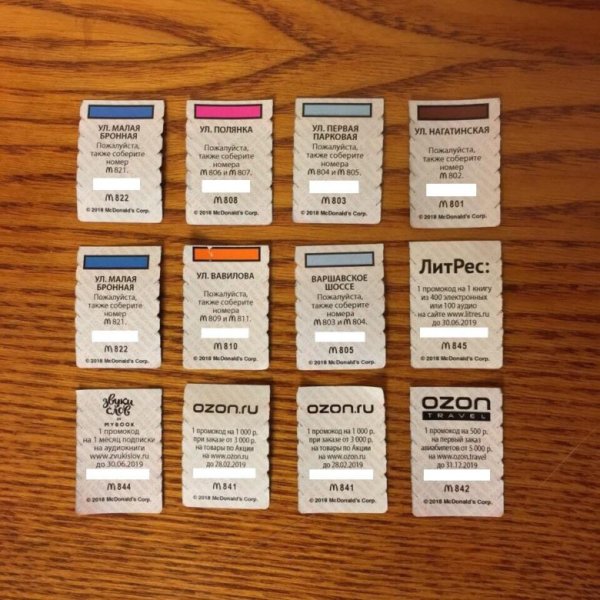 УЛ. МАЛАЯ
БРОННАЯ
Пожалуйста,
также соберите
номер
M 821.
M 822
© 2018 McDonald's Corp.
УЛ. ПОЛЯНКА
Пожалуйста,
также соберите
номера
M 806 и M 807.
M 808
© 2018 McDonald's Corp.
УЛ. ПЕРВАЯ
ПАРКОВАЯ
Пожалуйста,
также соберите
номера
M 804 и M 805.
M 803
© 2018 McDonald's Corp.
УЛ. НАГАТИНСКАЯ
Пожалуйста,
также соберите
номер
M 802.
M 801
© 2018 McDonald's Corp.
УЛ. МАЛАЯ
БРОННАЯ
Пожалуйста,
также соберите
номер
M 821.
M 822
© 2018 McDonald's Corp.
УЛ. ВАВИЛОВА
Пожалуйста,
также соберите
номера
M 809 и M 811.
M 810
© 2018 McDonald's Corp.
ВАРШАВСКОЕ
ШОССЕ
Пожалуйста,
также соберите
номера
M 803 и M 804.
M 805
© 2018 McDonald's Corp.
ЛитРес:
1 промокод на 1 книгу
из 400 электронных
или 100 аудио
на сайте www.litres.ru
до 30.06.2019
M 845
© 2018 McDonald's Corp.
звуки
слов
от
MYBOOK
1 промокод
на 1 месяц подписки
на аудиокниги
www.zvukislov.ru
до 30.06.2019
M 844
© 2018 McDonald's Corp.
OZON.ru
1 промокод на 1 000 р.
при заказе от 3 000 р.
на товары по Акции
на www.ozon.ru
до 28.02.2019
M 841
© 2018 McDonald's Corp.
OZON.ru
1 промокод на 1 000 р.
при заказе от 3 000 р.
на товары по Акции
на www.ozon.ru
до 28.02.2019
M 841
© 2018 McDonald's Corp.
OZON
TRAVEL
1 промокод на 500 р.
на первый заказ
авиабилетов от 5 000 р.
на www.ozon.travel
до 31.12.2019
M 842
© 2018 McDonald's Corp.